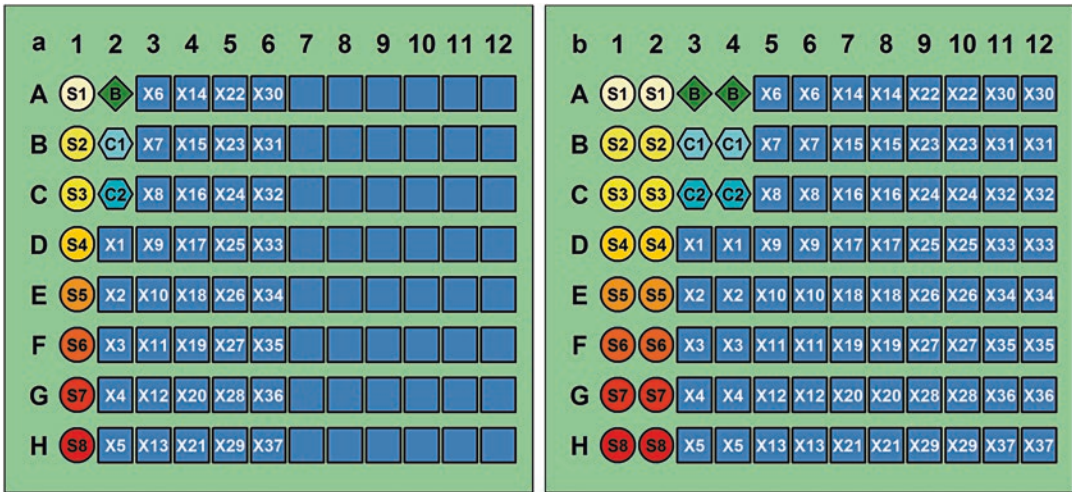 a 1 2 3 4 5 6 7 8 9 10 11 12
A S1 B X6 X14 X22 X30
B S2 C1 X7 X15 X23 X31
C S3 C2 X8 X16 X24 X32
D S4 X1 X9 X17 X25 X33
E S5 X2 X10 X18 X26 X34
F S6 X3 X11 X19 X27 X35
G S7 X4 X12 X20 X28 X36
H S8 X5 X13 X21 X29 X37
b 1 2 3 4 5 6 7 8 9 10 11 12
A S1 S1 B B X6 X6 X14 X14 X22 X22 X30 X30
B S2 S2 C1 C1 X7 X7 X15 X15 X23 X23 X31 X31
C S3 S3 C2 C2 X8 X8 X16 X16 X24 X24 X32 X32
D S4 S4 X1 X1 X9 X9 X17 X17 X25 X25 X33 X33
E S5 S5 X2 X2 X10 X10 X18 X18 X26 X26 X34 X34
F S6 S6 X3 X3 X11 X11 X19 X19 X27 X27 X35 X35
G S7 S7 X4 X4 X12 X12 X20 X20 X28 X28 X36 X36
H S8 S8 X5 X5 X13 X13 X21 X21 X29 X29 X37 X37